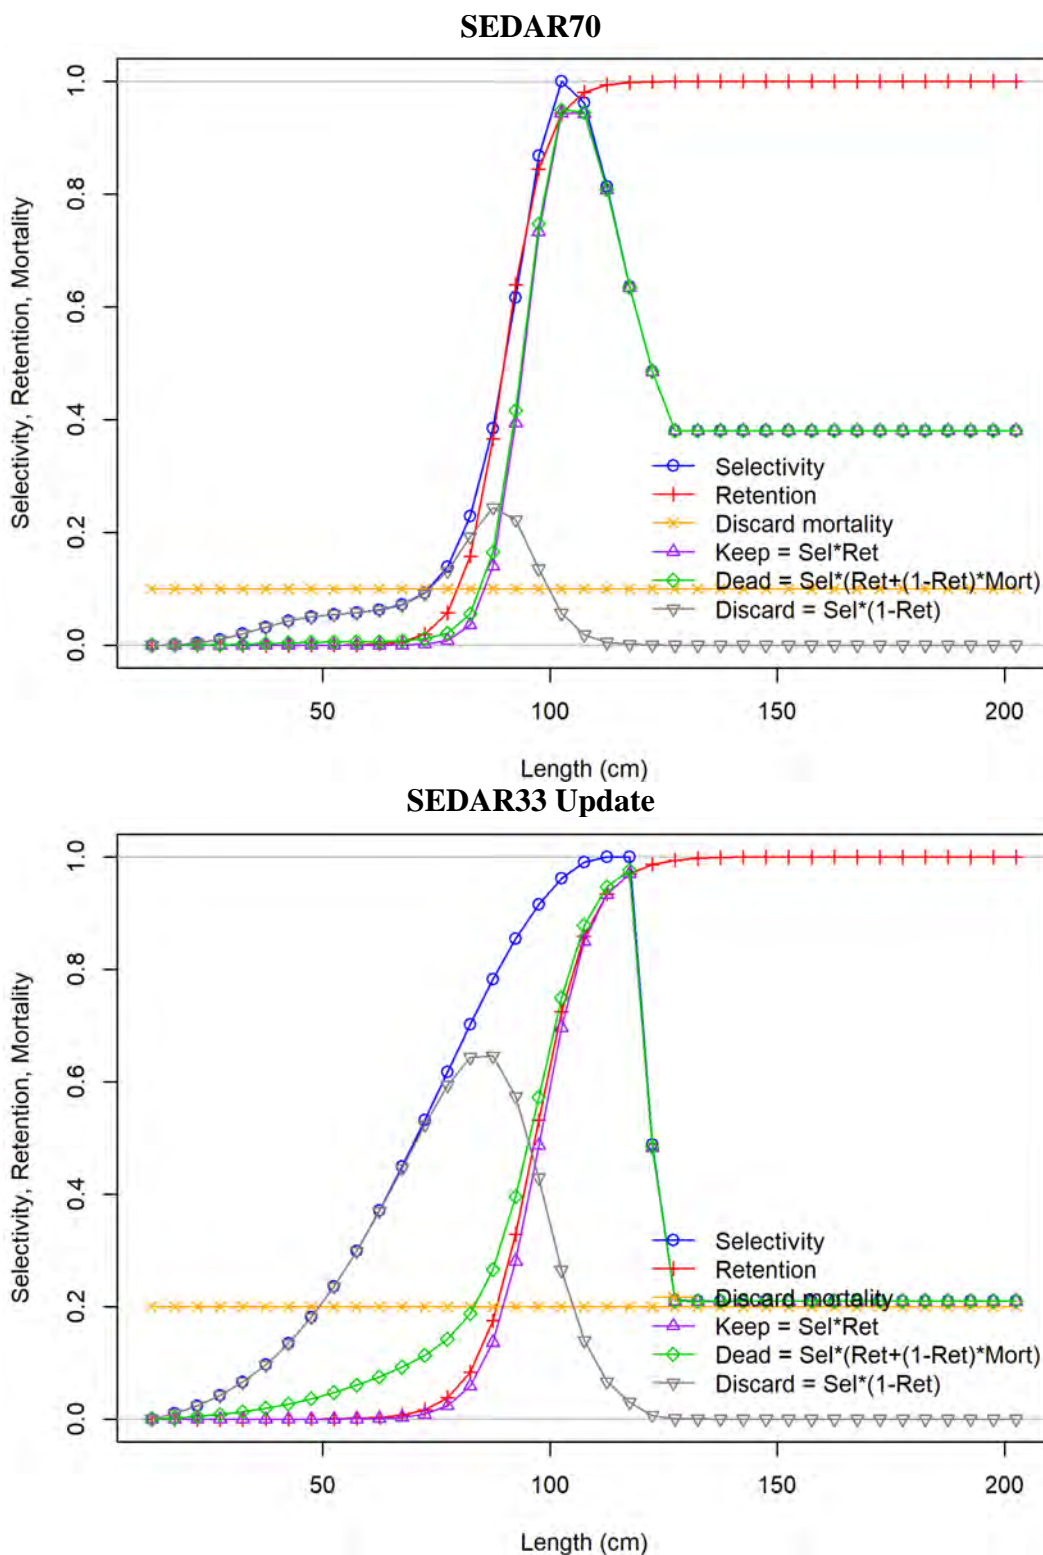 SEDAR70
Selectivity, Retention, Mortality
1.0
0.8
0.6
0.4
0.2
0.0
Selectivity
Retention
Discard mortality
Keep = Sel*Ret
Dead = Sel*(Ret+(1-Ret)*Mort)
Discard = Sel*(1-Ret)
50 100 150 200
Length (cm)
SEDAR33 Update
Selectivity, Retention, Mortality
1.0
0.8
0.6
0.4
0.2
0.0
Selectivity
Retention
Discard mortality
Keep = Sel*Ret
Dead = Sel*(Ret+(1-Ret)*Mort)
Discard = Sel*(1-Ret)
50 100 150 200
Length (cm)